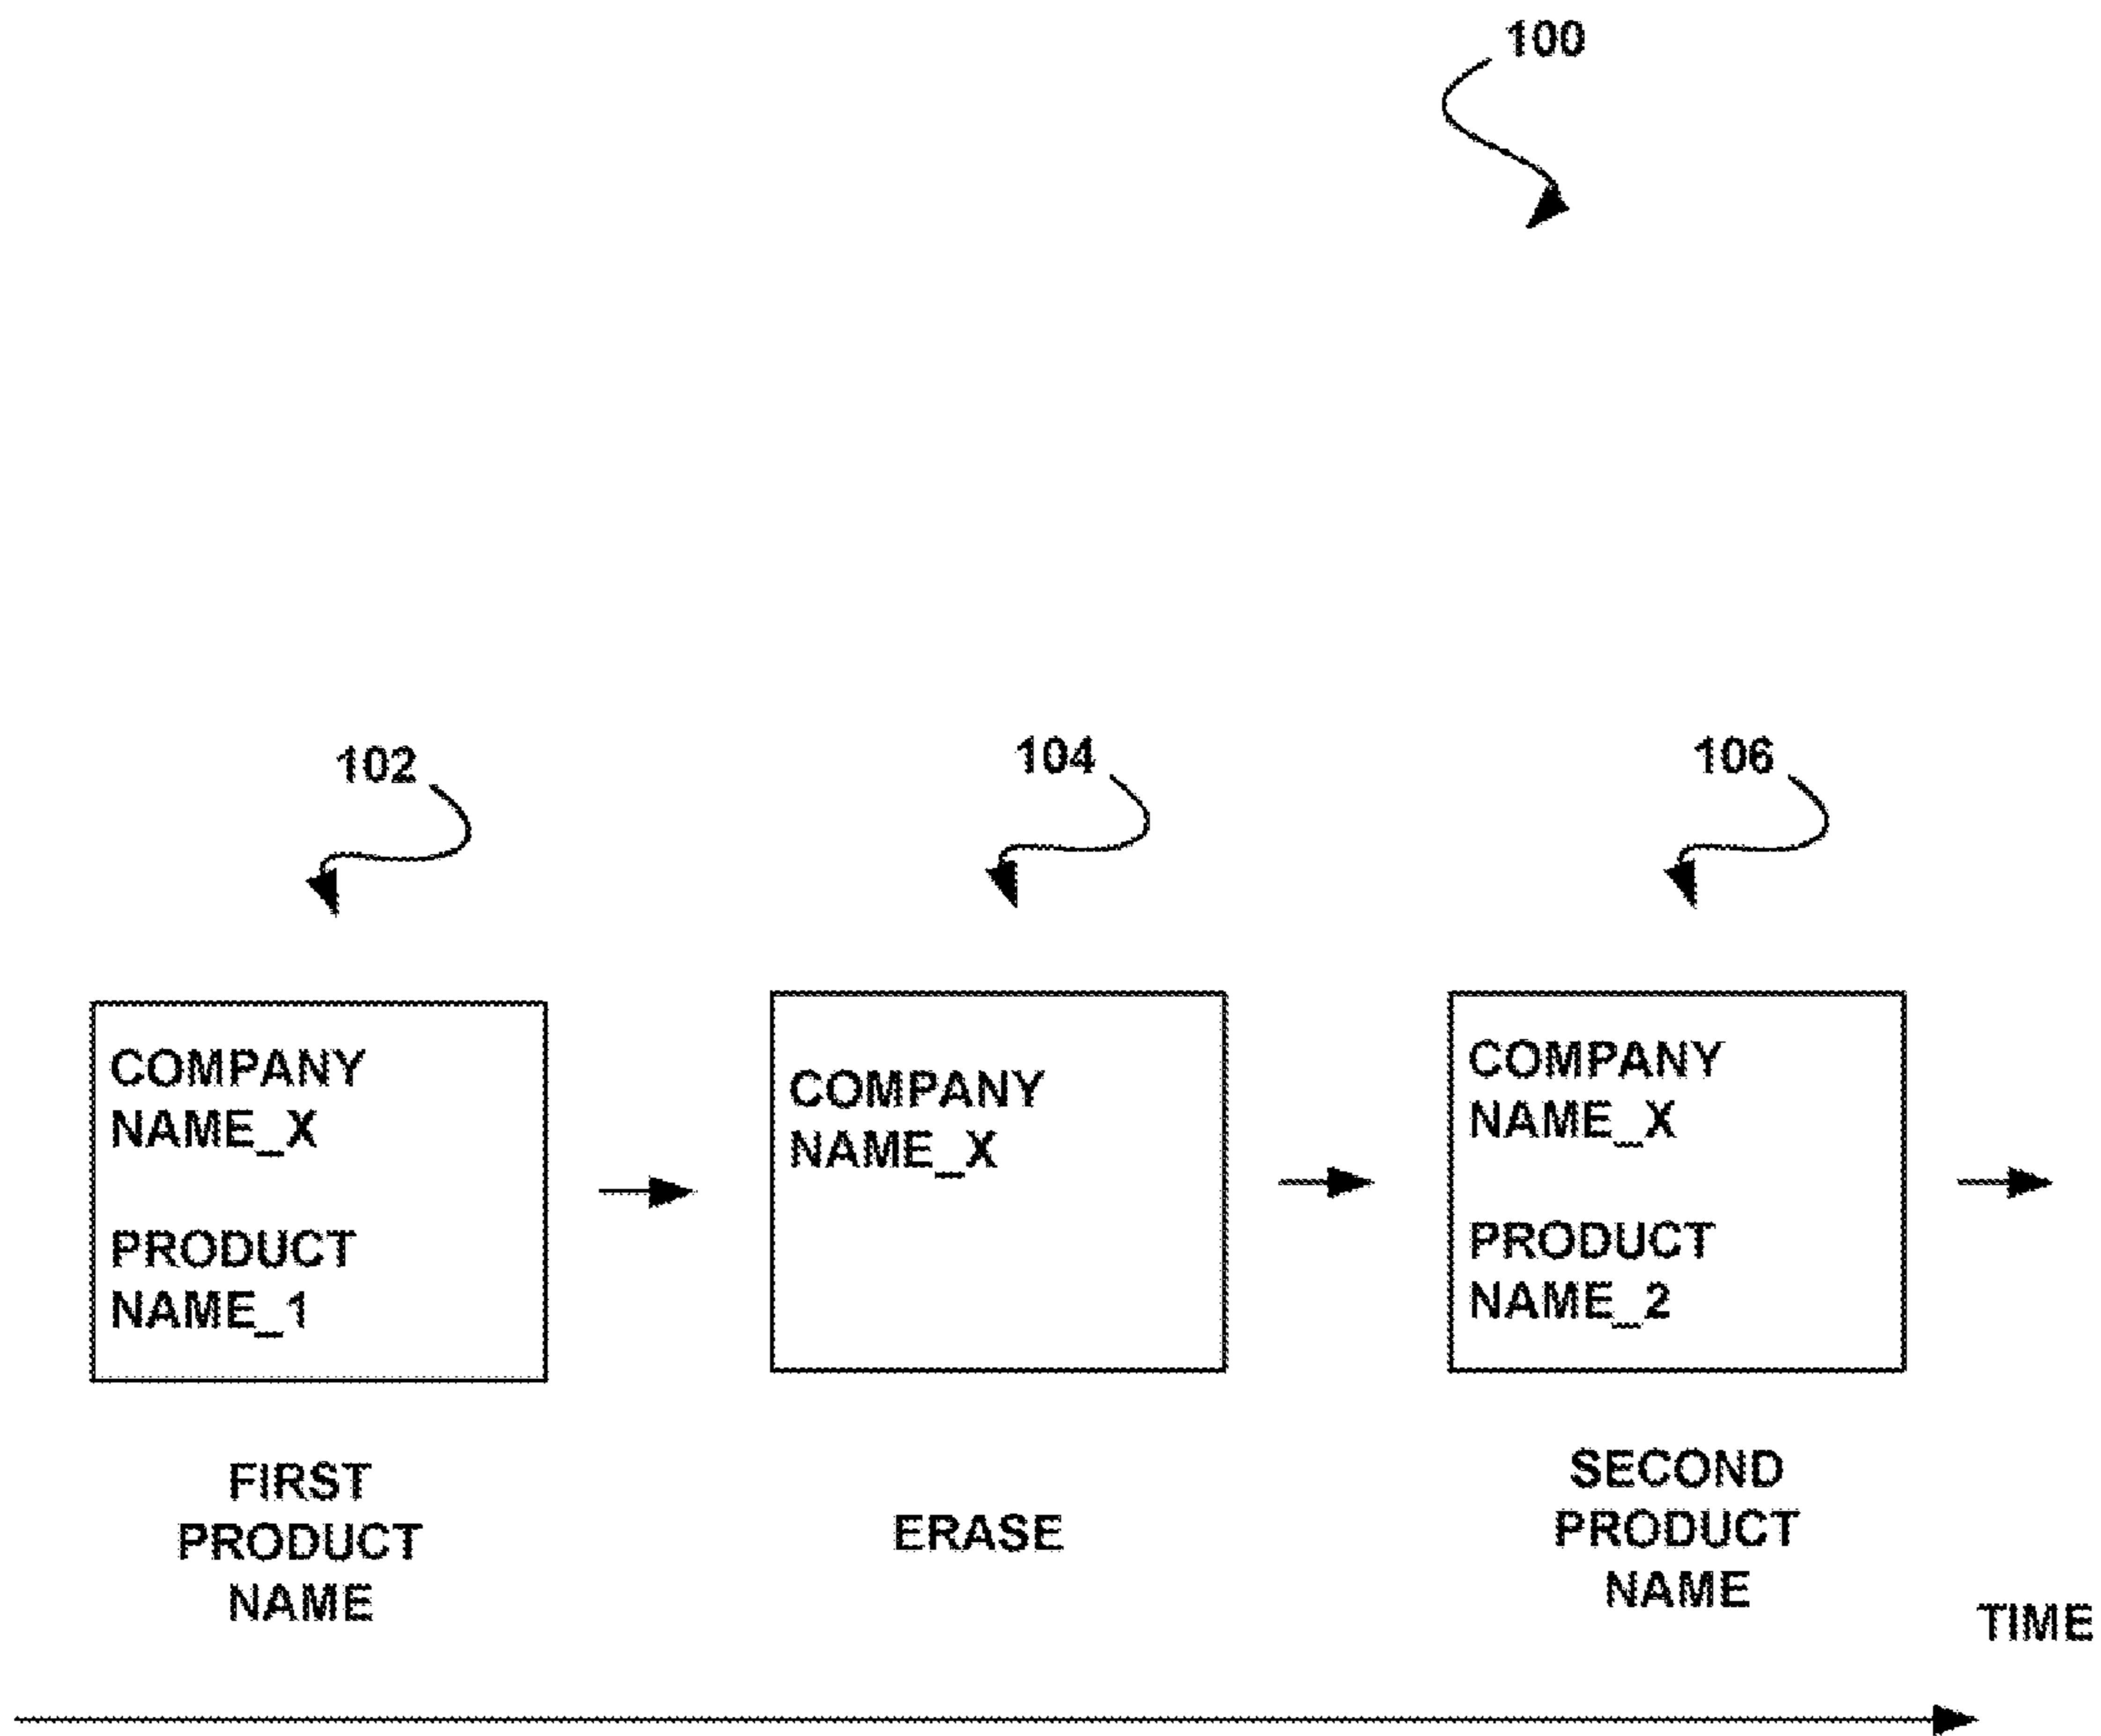 100
102
104
106
COMPANY
NAME_X
PRODUCT
NAME_1
COMPANY
NAME_X
COMPANY
NAME_X
PRODUCT
NAME_2
FIRST
PRODUCT
NAME
ERASE
SECOND
PRODUCT
NAME
TIME